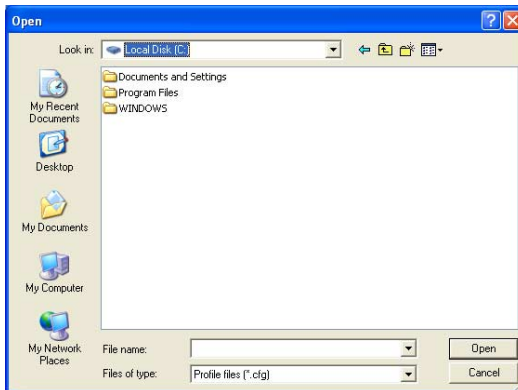 Open
Look in:
Local Disk (C:)
Documents and Settings
Program Files
WINDOWS
My Recent
Documents
Desktop
My Documents
My Computer
My Network
Places
File name:
Open
Files of type:
Profile files (*.cfg)
Cancel